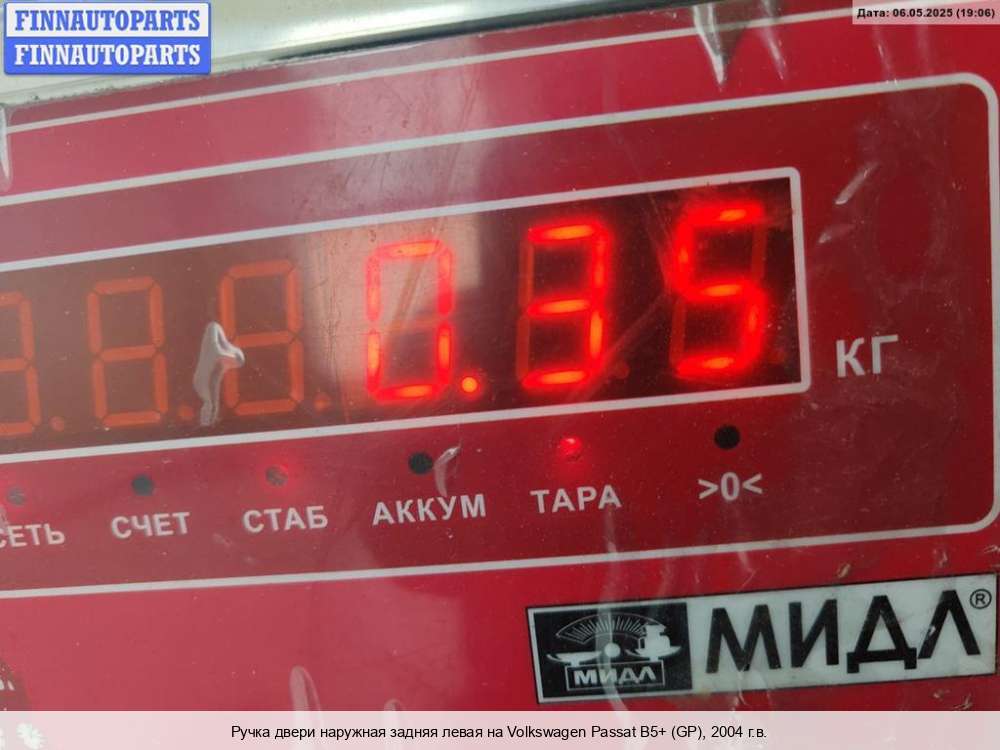 FINNAUTOPARTS
FINNAUTOPARTS
Дата: 06.05.2025 (19:06)
0.35
КГ
СЕТЬ СЧЕТ СТАБ АККУМ ТАРА >0<
МИДЛ МИДЛ®
Ручка двери наружная задняя левая на Volkswagen Passat B5+ (GP), 2004 г.в.